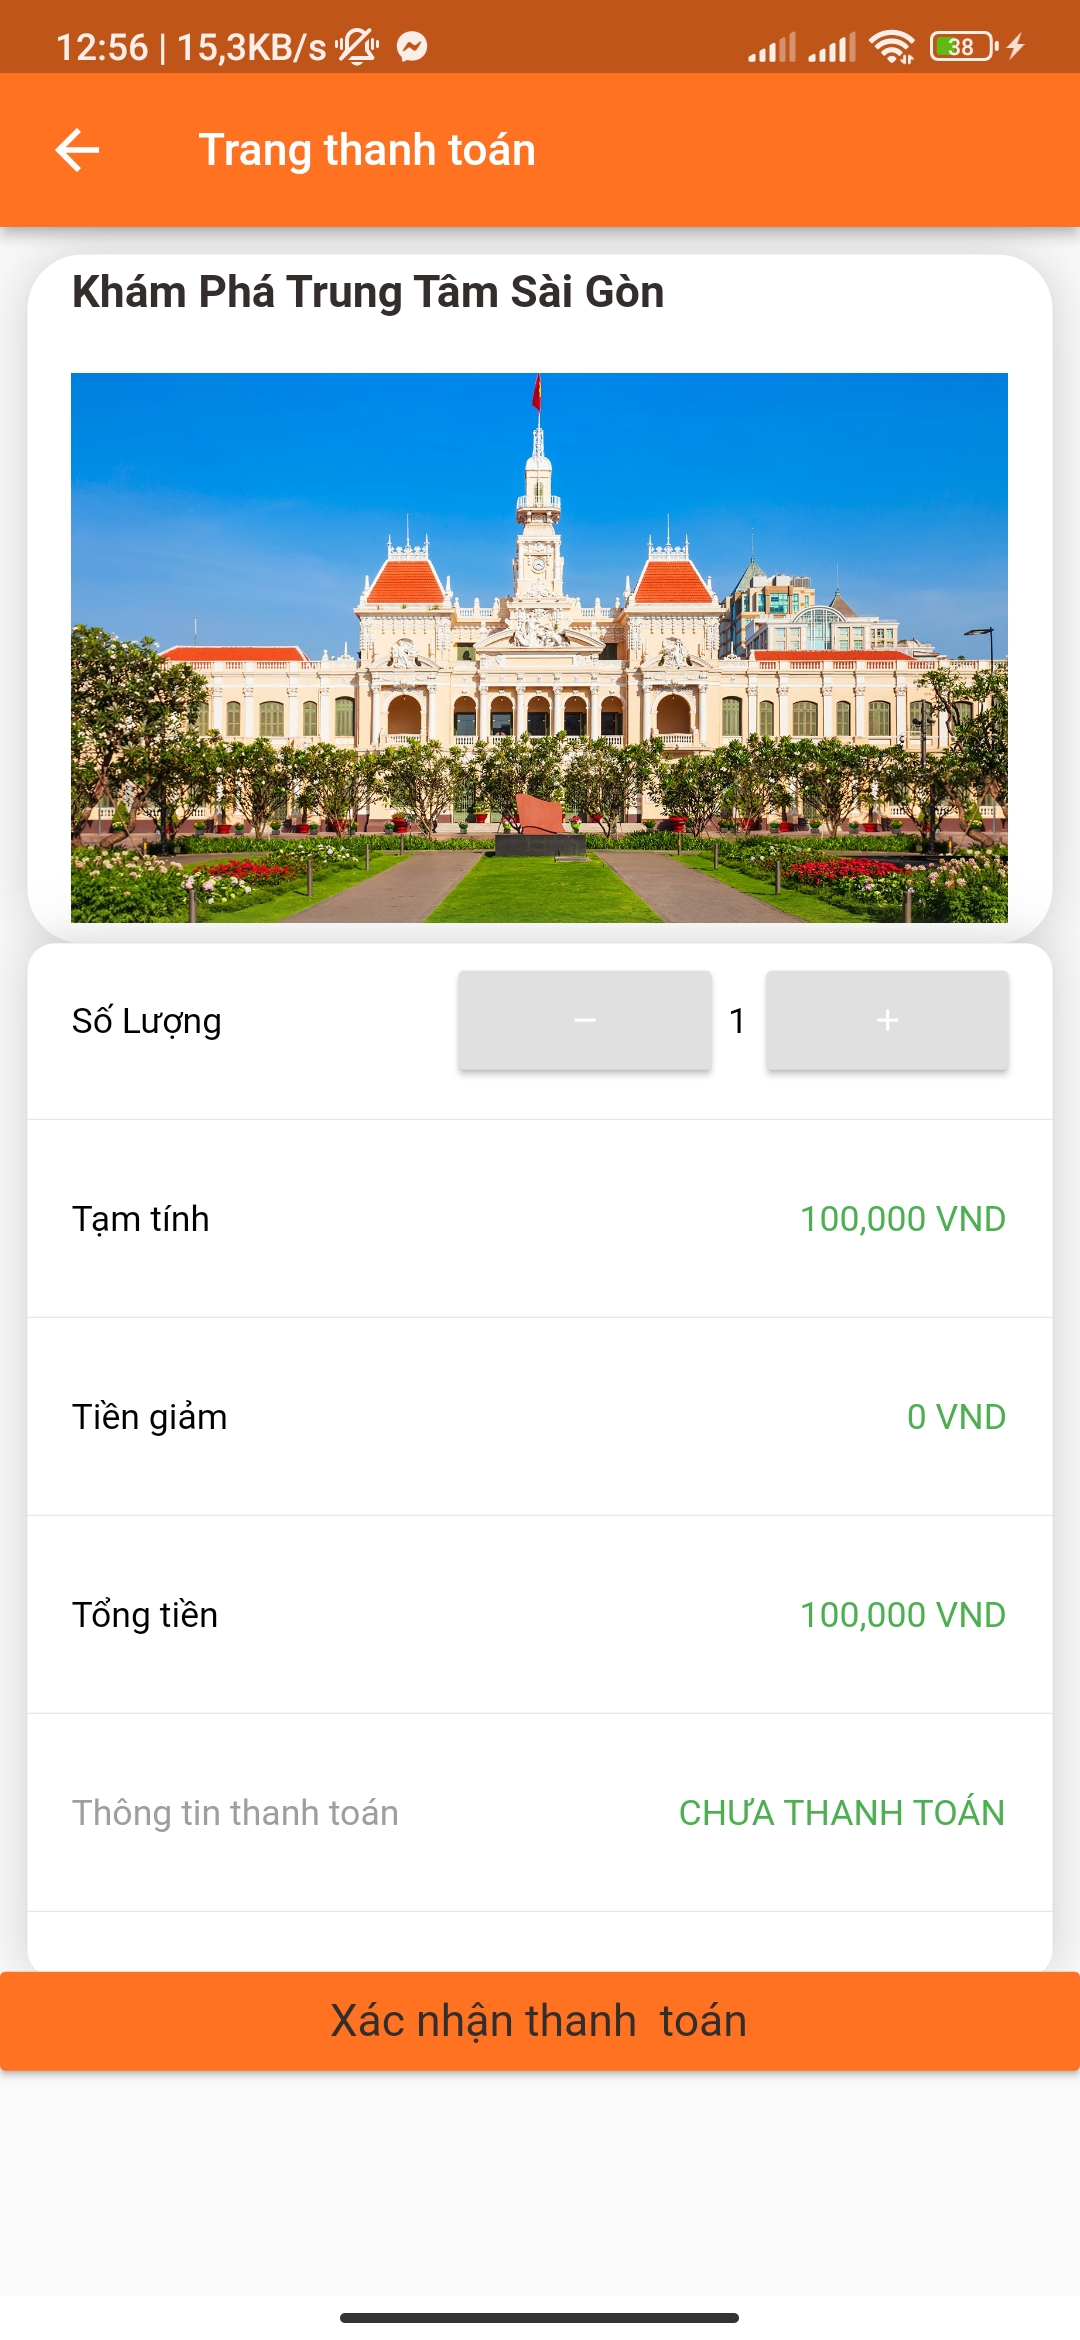 12:56 | 15,3KB/s
38
Trang thanh toán
Khám Phá Trung Tâm Sài Gòn
Số Lượng − 1 +
Tạm tính 100,000 VND
Tiền giảm 0 VND
Tổng tiền 100,000 VND
Thông tin thanh toán CHƯA THANH TOÁN
Xác nhận thanh  toán